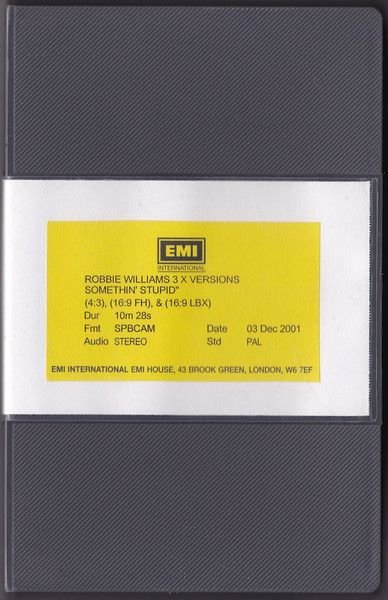 EMI
INTERNATIONAL
ROBBIE WILLIAMS 3 X VERSIONS
SOMETHIN' STUPID"
(4:3), (16:9 FH), & (16:9 LBX)
Dur 10m 28s
Fmt SPBCAM Date 03 Dec 2001
Audio STEREO Std PAL
EMI INTERNATIONAL EMI HOUSE, 43 BROOK GREEN, LONDON, W6 7EF